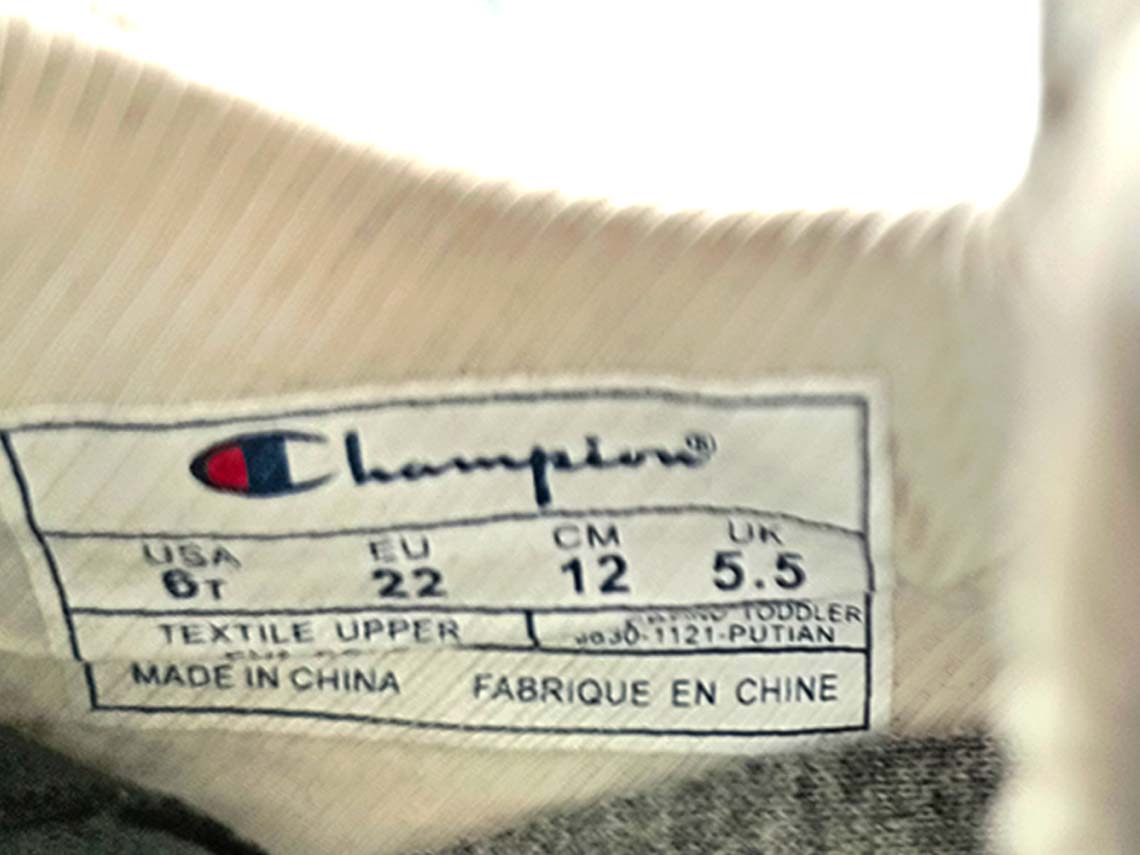 Champion®
USA EU CM UK
6T 22 12 5.5
TEXTILE UPPER
TODDLER
-1121-PUTIAN
MADE IN CHINA FABRIQUE EN CHINE